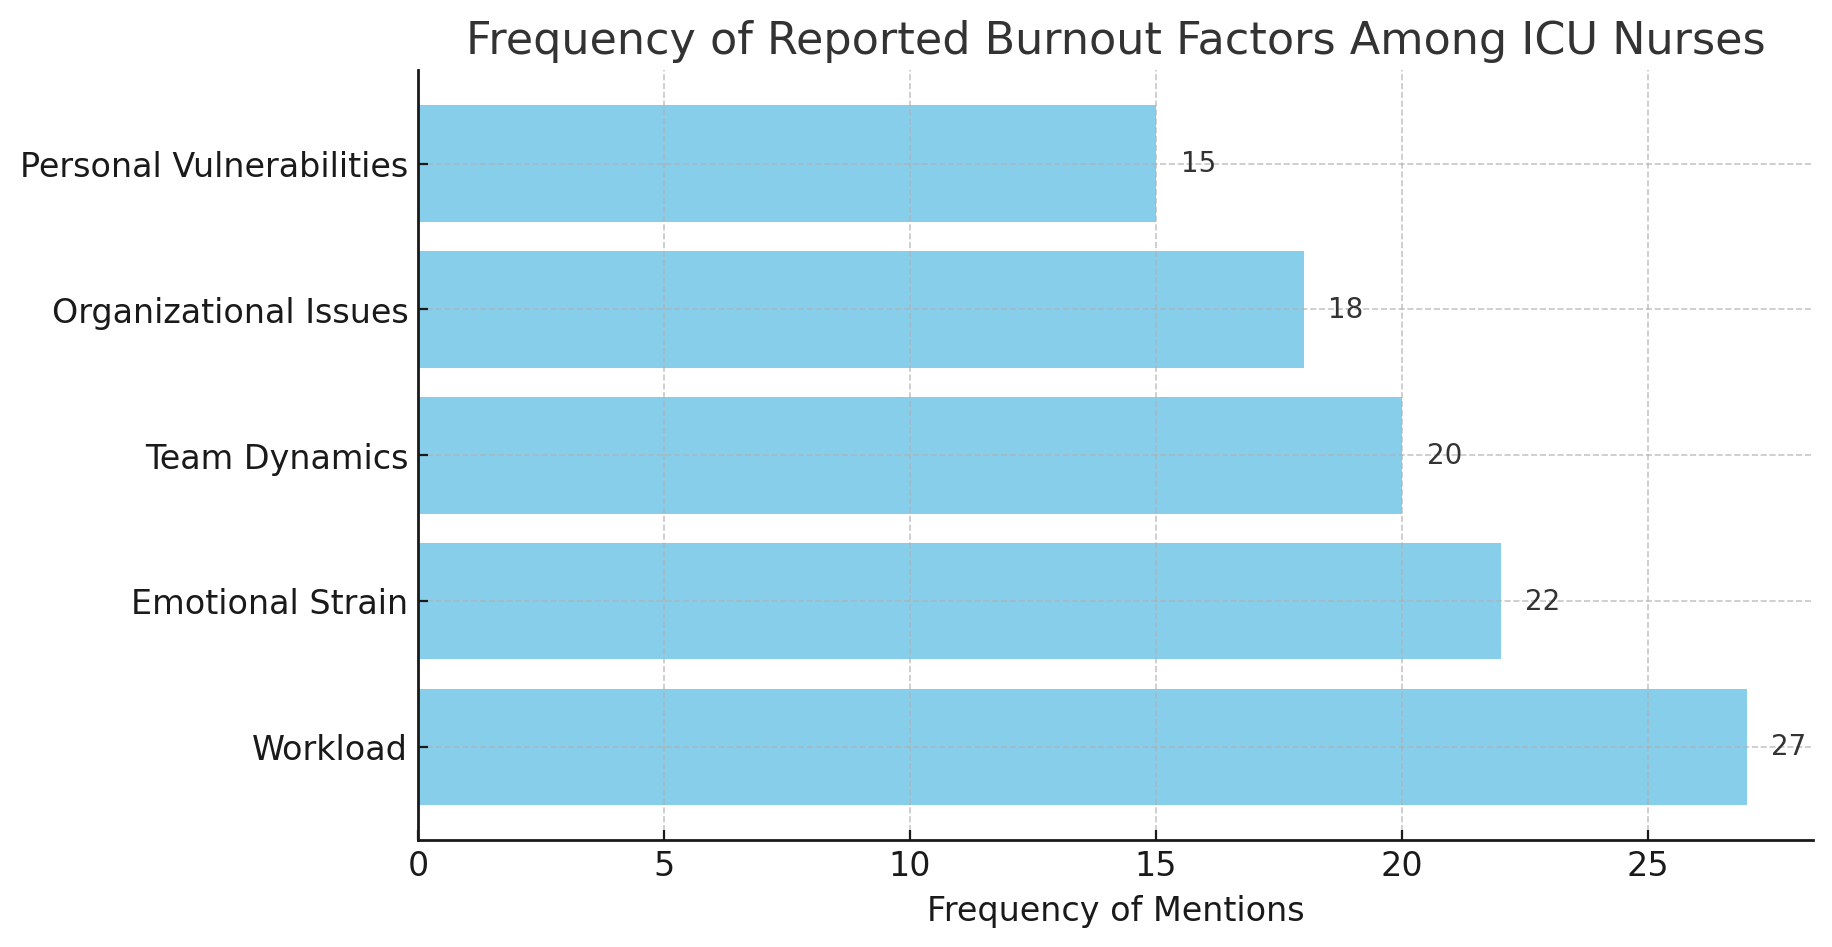 Frequency of Reported Burnout Factors Among ICU Nurses
Personal Vulnerabilities
15
Organizational Issues
18
Team Dynamics
20
Emotional Strain
22
Workload
27
0 5 10 15 20 25
Frequency of Mentions